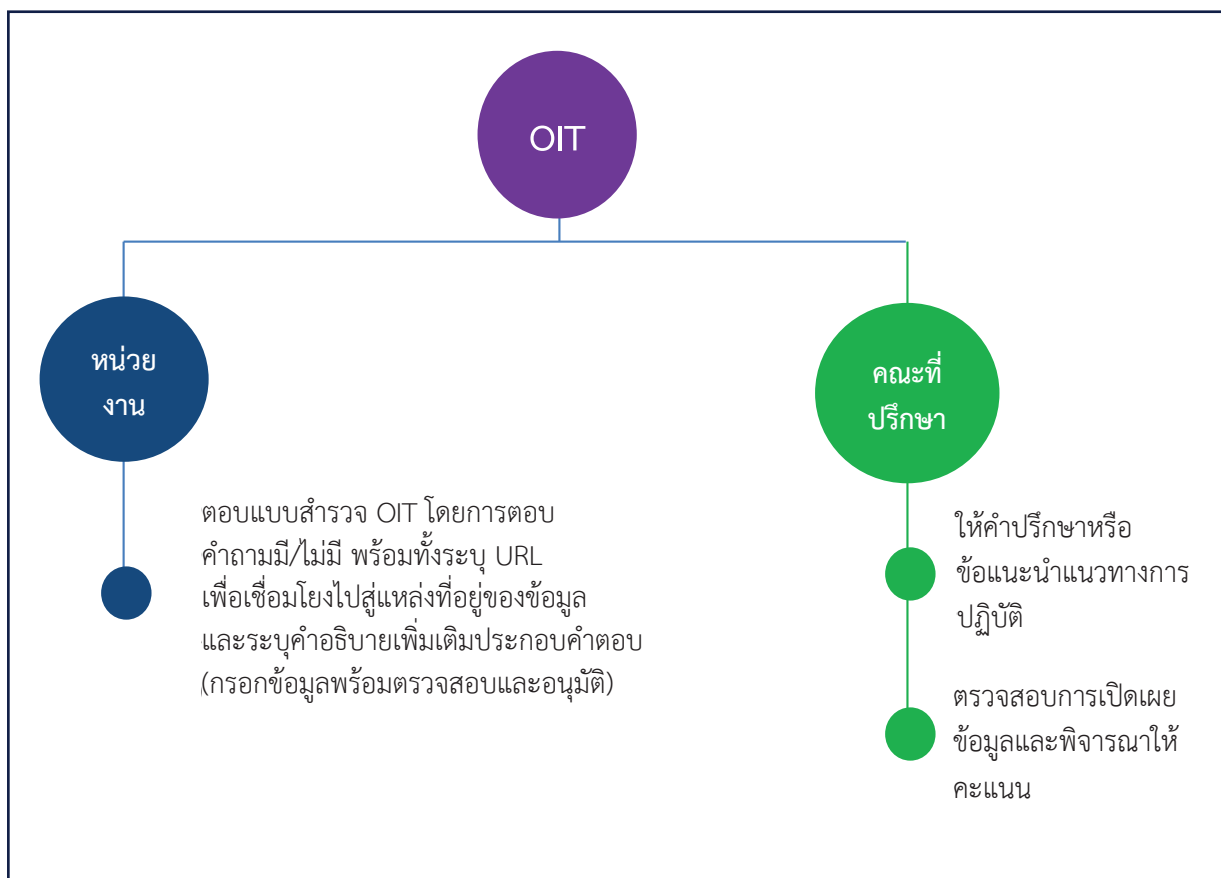 OIT
หน่วย
งาน
ตอบแบบสำรวจ OIT โดยการตอบ
คำถามมี/ไม่มี พร้อมทั้งระบุ URL
เพื่อเชื่อมโยงไปสู่แหล่งที่อยู่ของข้อมูล
และระบุคำอธิบายเพิ่มเติมประกอบคำตอบ
(กรอกข้อมูลพร้อมตรวจสอบและอนุมัติ)
คณะที่
ปรึกษา
ให้คำปรึกษาหรือ
ข้อแนะนำแนวทางการ
ปฏิบัติ
ตรวจสอบการเปิดเผย
ข้อมูลและพิจารณาให้
คะแนน